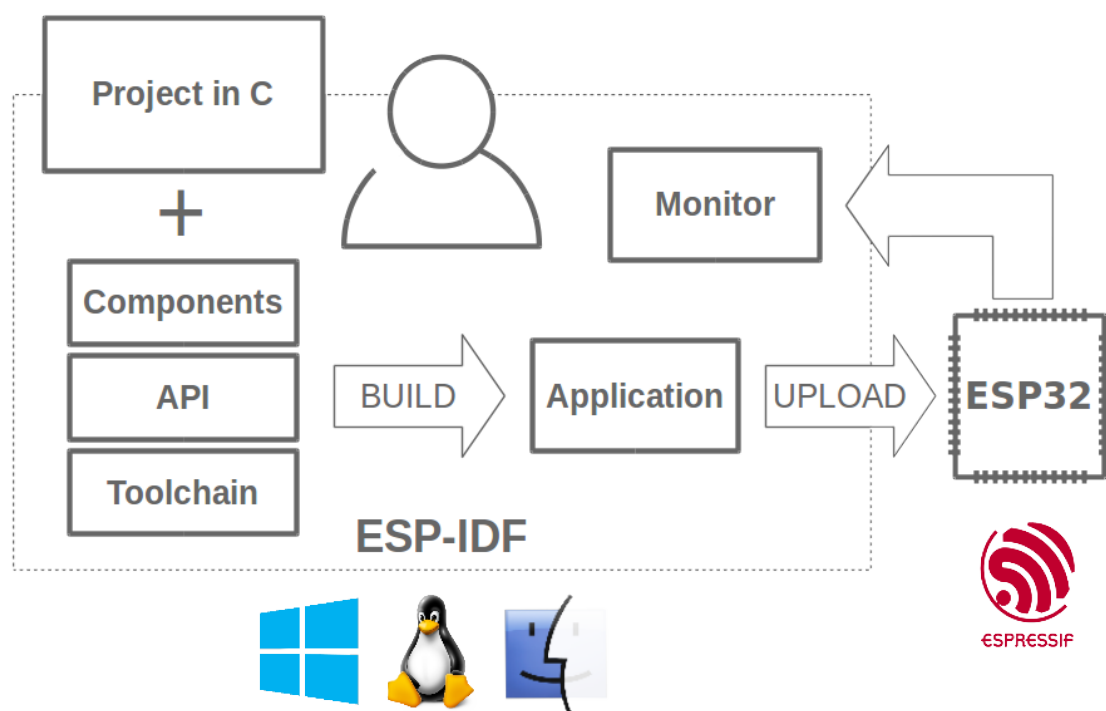 Project in C
+
Components
API
Toolchain
BUILD
Application
UPLOAD
Monitor
ESP32
ESP-IDF
ESPRESSIF